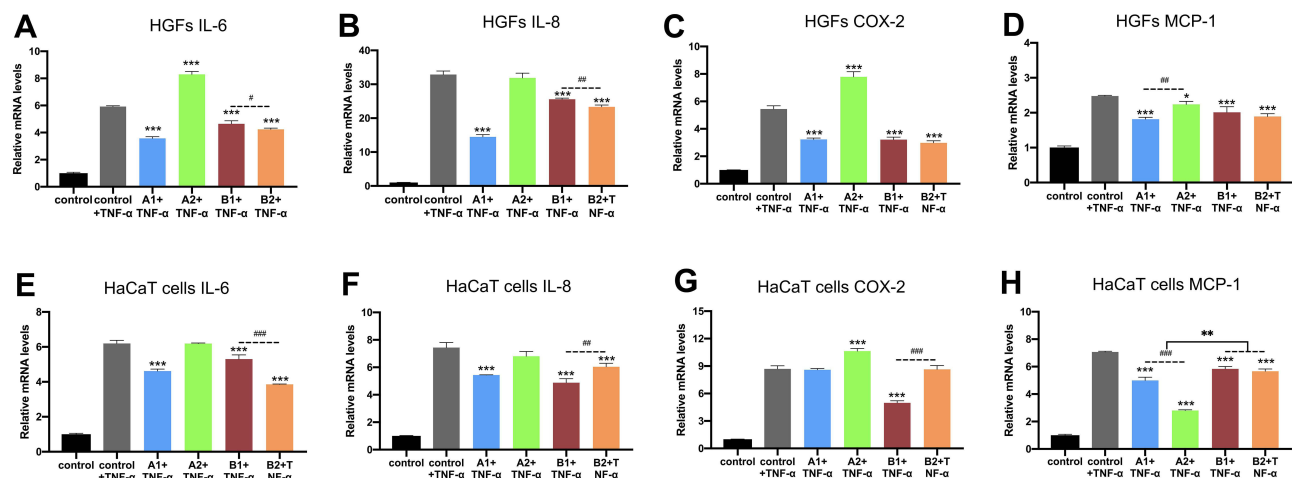 A HGFs IL-6
Relative mRNA levels
10
8
6
4
2
0
***
***
***
#
***
control
control +TNF-α
A1+ TNF-α
A2+ TNF-α
B1+ TNF-α
B2+ TNF-α
B HGFs IL-8
Relative mRNA levels
40
30
20
10
0
***
***
##
***
control
control +TNF-α
A1+ TNF-α
A2+ TNF-α
B1+ TNF-α
B2+ TNF-α
C HGFs COX-2
Relative mRNA levels
10
8
6
4
2
0
***
***
***
***
control
control +TNF-α
A1+ TNF-α
A2+ TNF-α
B1+ TNF-α
B2+T NF-α
D HGFs MCP-1
Relative mRNA levels
4
3
2
1
0
##
***
*
***
***
control
control +TNF-α
A1+ TNF-α
A2+ TNF-α
B1+ TNF-α
B2+T NF-α
E HaCaT cells IL-6
Relative mRNA levels
8
6
4
2
0
***
***
###
***
control
control +TNF-α
A1+ TNF-α
A2+ TNF-α
B1+ TNF-α
B2+T NF-α
F HaCaT cells IL-8
Relative mRNA levels
10
8
6
4
2
0
***
***
##
***
control
control +TNF-α
A1+ TNF-α
A2+ TNF-α
B1+ TNF-α
B2+T NF-α
G HaCaT cells COX-2
Relative mRNA levels
15
12
9
6
3
0
***
***
###
control
control +TNF-α
A1+ TNF-α
A2+ TNF-α
B1+ TNF-α
B2+T NF-α
H HaCaT cells MCP-1
Relative mRNA levels
10
8
6
4
2
0
**
###
***
***
***
***
control
control +TNF-α
A1+ TNF-α
A2+ TNF-α
B1+ TNF-α
B2+T NF-α